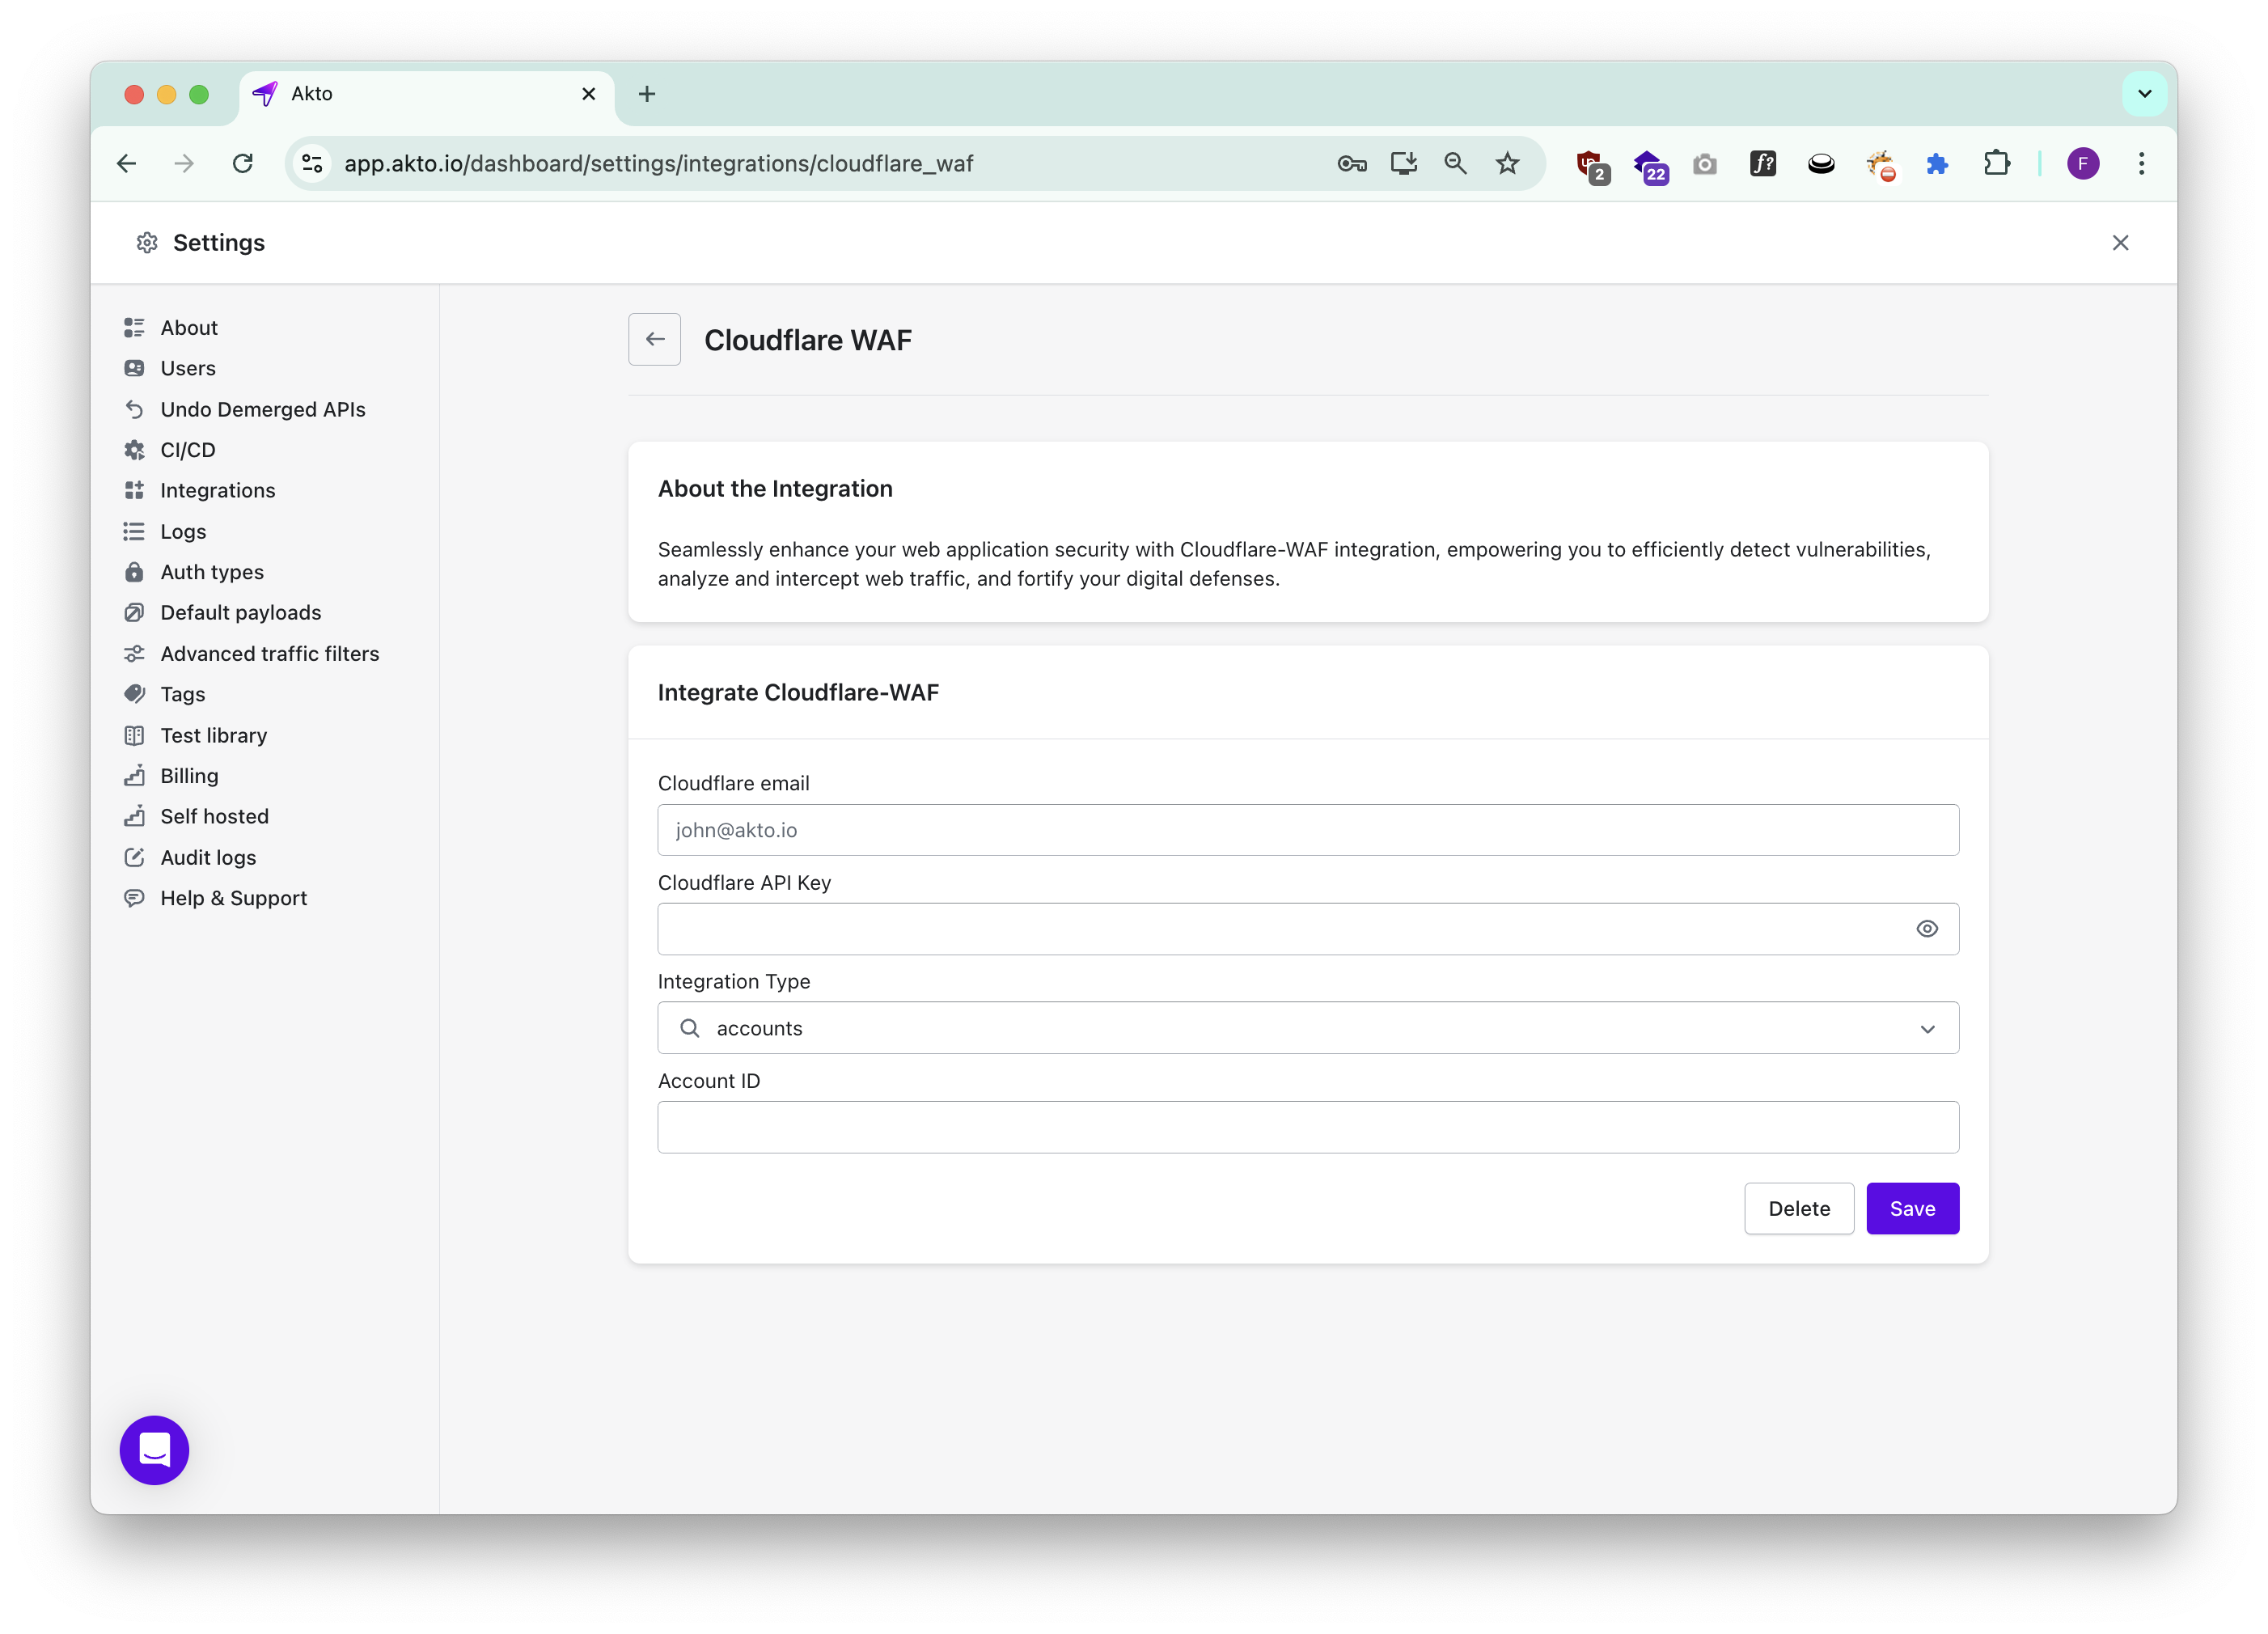 Akto
app.akto.io/dashboard/settings/integrations/cloudflare_waf
2
22
f?
F
Settings
About
Users
Undo Demerged APIs
CI/CD
Integrations
Logs
Auth types
Default payloads
Advanced traffic filters
Tags
Test library
Billing
Self hosted
Audit logs
Help & Support
Cloudflare WAF
About the Integration
Seamlessly enhance your web application security with Cloudflare-WAF integration, empowering you to efficiently detect vulnerabilities,
analyze and intercept web traffic, and fortify your digital defenses.
Integrate Cloudflare-WAF
Cloudflare email
john@akto.io
Cloudflare API Key
Integration Type
accounts
Account ID
Delete
Save